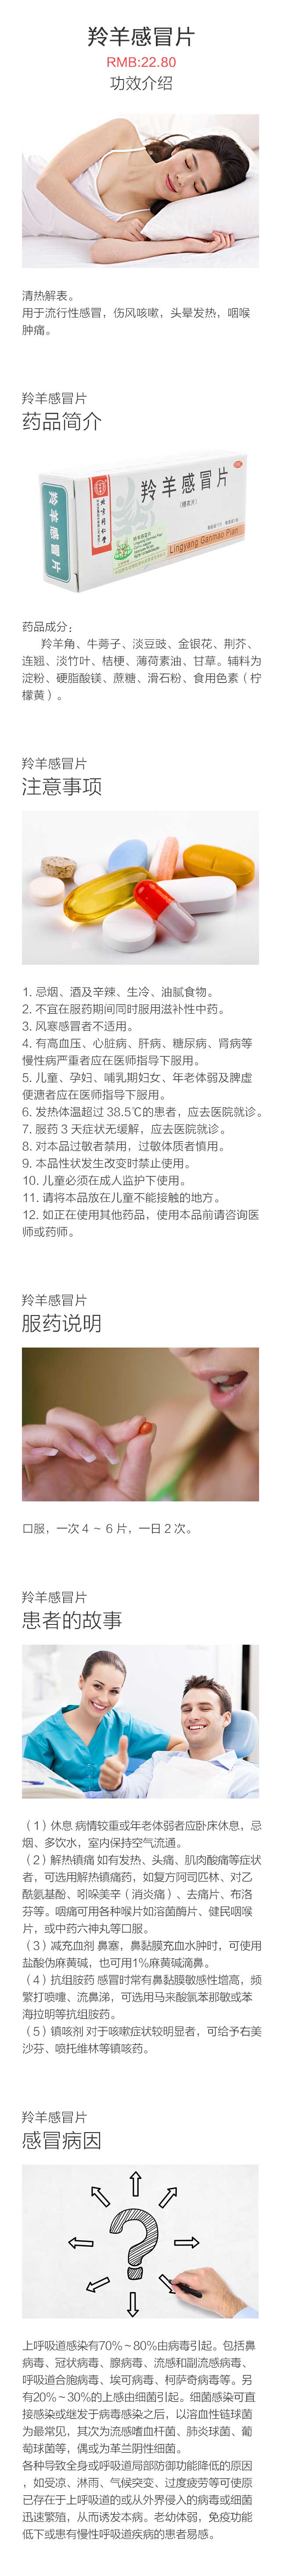 羚羊感冒片
RMB:22.80
功效介绍
清热解表。
用于流行性感冒，伤风咳嗽，头晕发热，咽喉
肿痛。
羚羊感冒片
药品简介
羚羊感冒片
北京同仁堂
羚羊感冒片
Lingyang Ganmao Pian
药品成分：
羚羊角、牛蒡子、淡豆豉、金银花、荆芥、
连翘、淡竹叶、桔梗、薄荷素油、甘草。辅料为
淀粉、硬脂酸镁、蔗糖、滑石粉、食用色素（柠
檬黄）。
羚羊感冒片
注意事项
1. 忌烟、酒及辛辣、生冷、油腻食物。
2. 不宜在服药期间同时服用滋补性中药。
3. 风寒感冒者不适用。
4. 有高血压、心脏病、肝病、糖尿病、肾病等
慢性病严重者应在医师指导下服用。
5. 儿童、孕妇、哺乳期妇女、年老体弱及脾虚
便溏者应在医师指导下服用。
6. 发热体温超过 38.5℃的患者，应去医院就诊。
7. 服药 3 天症状无缓解，应去医院就诊。
8. 对本品过敏者禁用，过敏体质者慎用。
9. 本品性状发生改变时禁止使用。
10. 儿童必须在成人监护下使用。
11. 请将本品放在儿童不能接触的地方。
12. 如正在使用其他药品，使用本品前请咨询医
师或药师。
羚羊感冒片
服药说明
口服，一次 4 ～ 6 片，一日 2 次。
羚羊感冒片
患者的故事
（1）休息 病情较重或年老体弱者应卧床休息，忌
烟、多饮水，室内保持空气流通。
（2）解热镇痛 如有发热、头痛、肌肉酸痛等症状
者，可选用解热镇痛药，如复方阿司匹林、对乙
酰氨基酚、吲哚美辛（消炎痛）、去痛片、布洛
芬等。咽痛可用各种喉片如溶菌酶片、健民咽喉
片，或中药六神丸等口服。
（3）减充血剂 鼻塞，鼻黏膜充血水肿时，可使用
盐酸伪麻黄碱，也可用1%麻黄碱滴鼻。
（4）抗组胺药 感冒时常有鼻黏膜敏感性增高，频
繁打喷嚏、流鼻涕，可选用马来酸氯苯那敏或苯
海拉明等抗组胺药。
（5）镇咳剂 对于咳嗽症状较明显者，可给予右美
沙芬、喷托维林等镇咳药。
羚羊感冒片
感冒病因
上呼吸道感染有70%～80%由病毒引起。包括鼻
病毒、冠状病毒、腺病毒、流感和副流感病毒、
呼吸道合胞病毒、埃可病毒、柯萨奇病毒等。另
有20%～30%的上感由细菌引起。细菌感染可直
接感染或继发于病毒感染之后，以溶血性链球菌
为最常见，其次为流感嗜血杆菌、肺炎球菌、葡
萄球菌等，偶或为革兰阴性细菌。
各种导致全身或呼吸道局部防御功能降低的原因
，如受凉、淋雨、气候突变、过度疲劳等可使原
已存在于上呼吸道的或从外界侵入的病毒或细菌
迅速繁殖，从而诱发本病。老幼体弱，免疫功能
低下或患有慢性呼吸道疾病的患者易感。